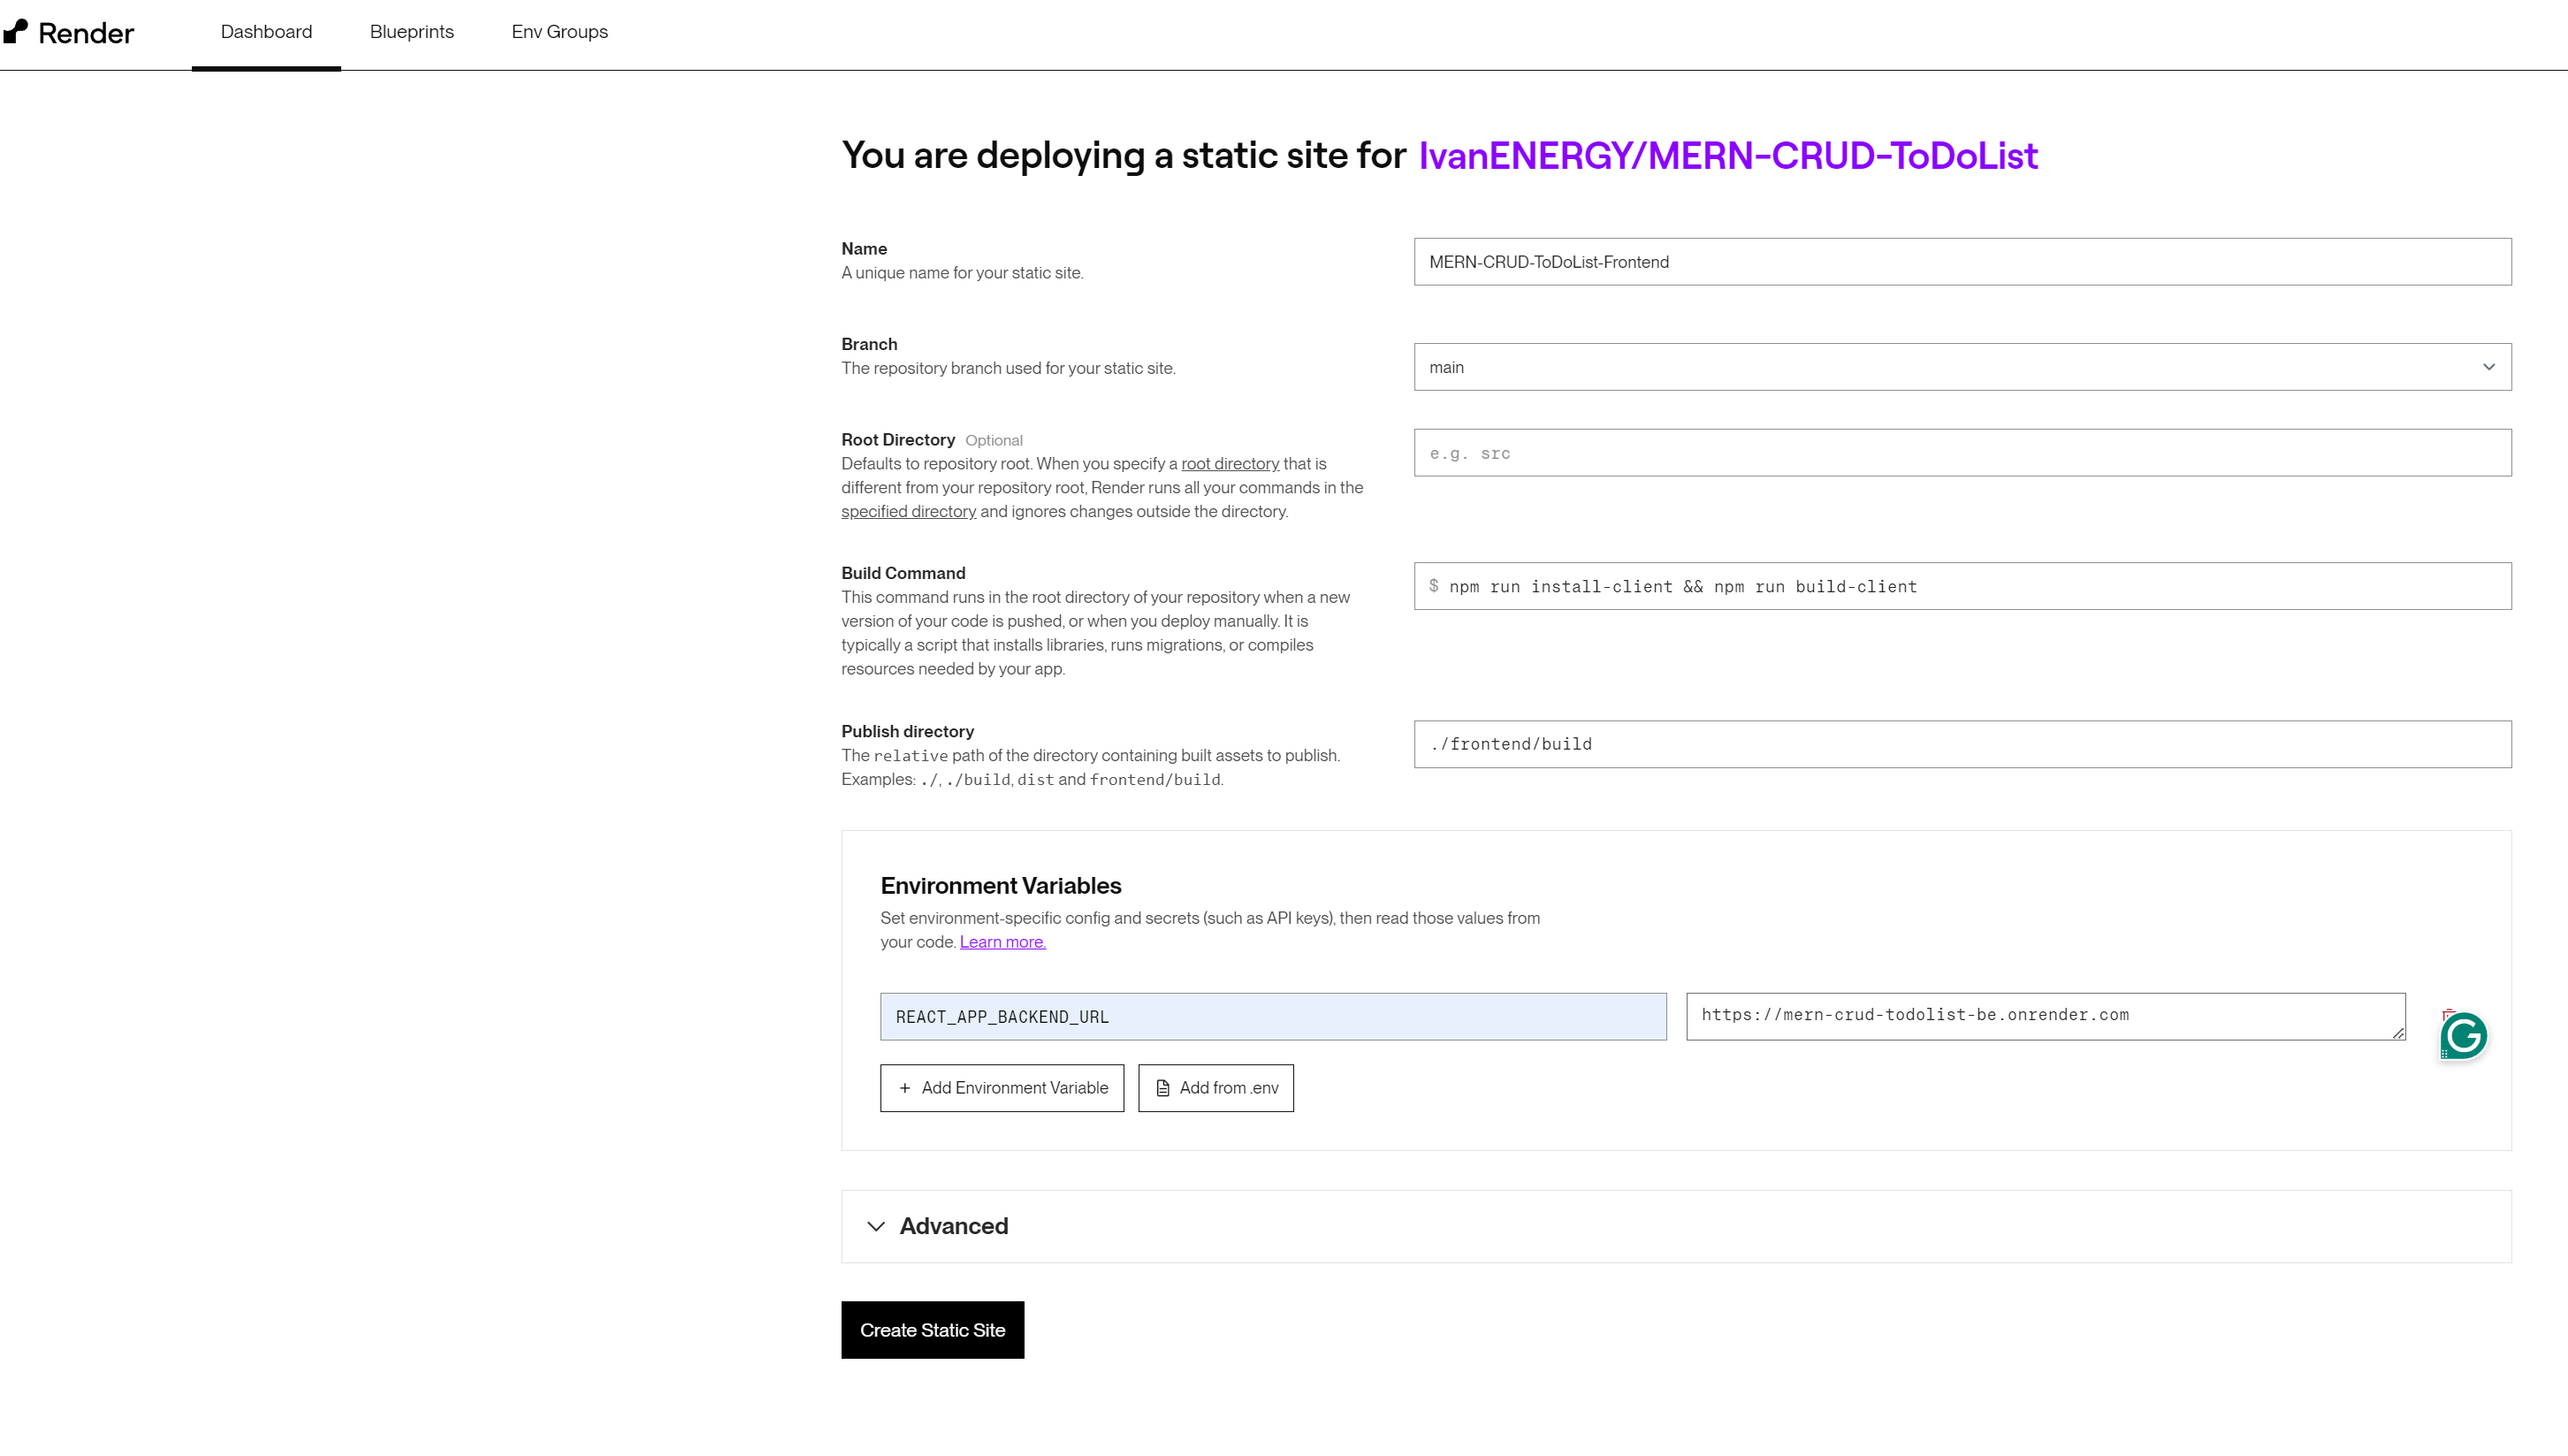 Render
Dashboard
Blueprints
Env Groups
You are deploying a static site for IvanENERGY/MERN-CRUD-ToDoList
Name
A unique name for your static site.
MERN-CRUD-ToDoList-Frontend
Branch
The repository branch used for your static site.
main
Root Directory Optional
Defaults to repository root. When you specify a root directory that is
different from your repository root, Render runs all your commands in the
specified directory and ignores changes outside the directory.
e.g. src
Build Command
This command runs in the root directory of your repository when a new
version of your code is pushed, or when you deploy manually. It is
typically a script that installs libraries, runs migrations, or compiles
resources needed by your app.
$ npm run install-client && npm run build-client
Publish directory
The relative path of the directory containing built assets to publish.
Examples: ./, ./build, dist and frontend/build.
./frontend/build
Environment Variables
Set environment-specific config and secrets (such as API keys), then read those values from
your code. Learn more.
REACT_APP_BACKEND_URL
https://mern-crud-todolist-be.onrender.com
+ Add Environment Variable
Add from .env
Advanced
Create Static Site